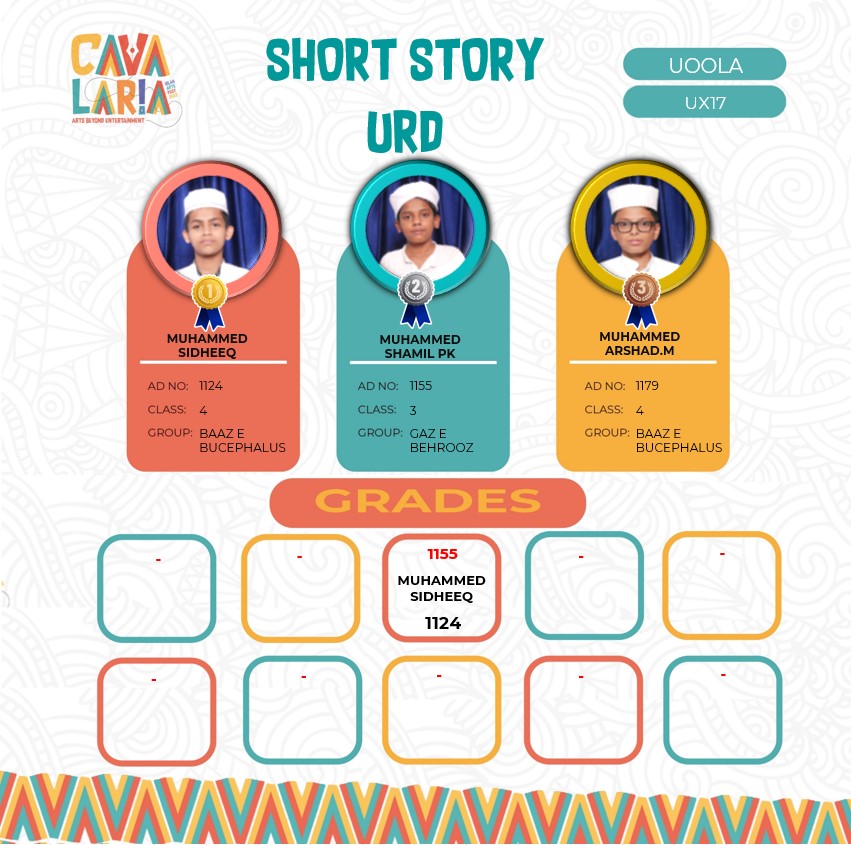 CAVA
LARIA
ARTS BEYOND ENTERTAINMENT
SHORT STORY
URD
UOOLA
UX17
1
MUHAMMED
SIDHEEQ
AD NO: 1124
CLASS: 4
GROUP: BAAZ E
BUCEPHALUS
2
MUHAMMED
SHAMIL PK
AD NO: 1155
CLASS: 3
GROUP: GAZ E
BEHROOZ
3
MUHAMMED
ARSHAD.M
AD NO: 1179
CLASS: 4
GROUP: BAAZ E
BUCEPHALUS
GRADES
-
-
1155
MUHAMMED
SIDHEEQ
1124
-
-
-
-
-
-
-